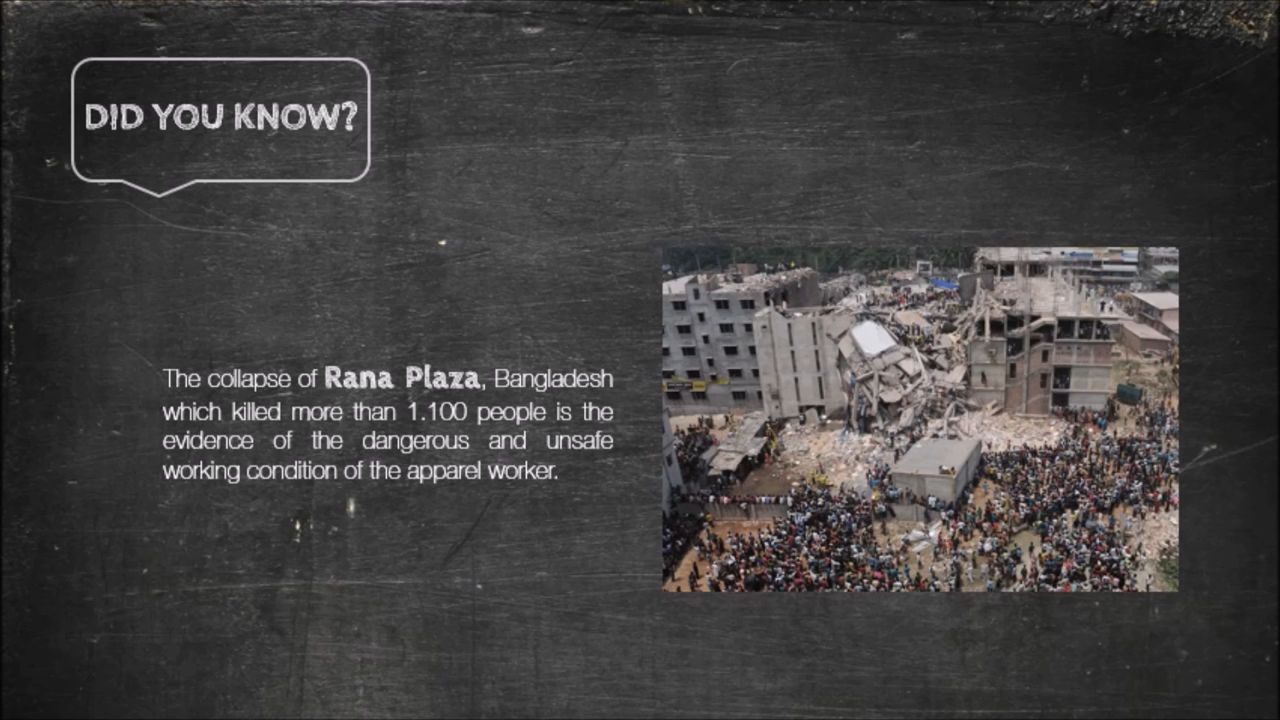 DID YOU KNOW?
The collapse of Rana Plaza, Bangladesh
which killed more than 1.100 people is the
evidence of the dangerous and unsafe
working condition of the apparel worker.